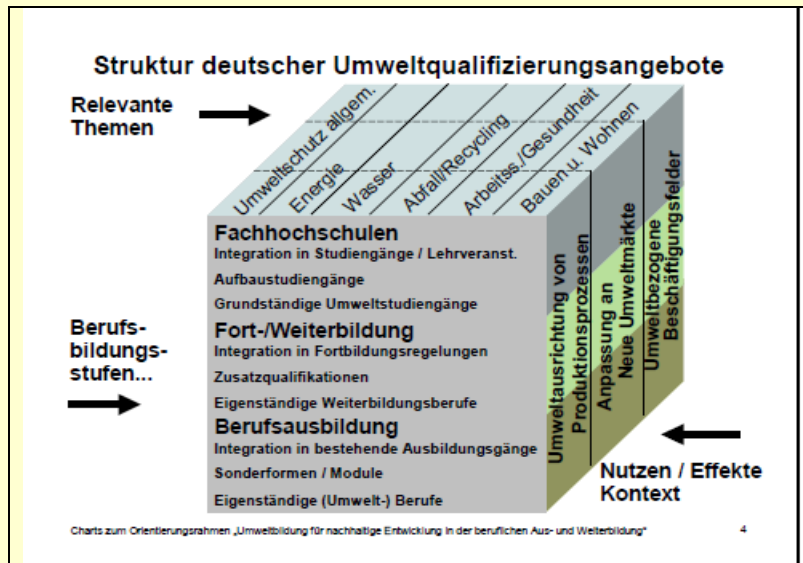 Struktur deutscher Umweltqualifizierungsangebote
Relevante
Themen
Umweltschutz allgem.
Energie
Wasser
Abfall/Recycling
Arbeitss./Gesundheit
Bauen u. Wohnen
Fachhochschulen
Integration in Studiengänge / Lehrveranst.
Aufbaustudiengänge
Grundständige Umweltstudiengänge
Fort-/Weiterbildung
Integration in Fortbildungsregelungen
Zusatzqualifikationen
Eigenständige Weiterbildungsberufe
Berufsausbildung
Integration in bestehende Ausbildungsgänge
Sonderformen / Module
Eigenständige (Umwelt-) Berufe
Berufs-
bildungs-
stufen...
Umweltausrichtung von
Produktionsprozessen
Anpassung an
Neue Umweltmärkte
Umweltbezogene
Beschäftigungsfelder
Nutzen / Effekte
Kontext
Charts zum Orientierungsrahmen „Umweltbildung für nachhaltige Entwicklung in der beruflichen Aus- und Weiterbildung"
4